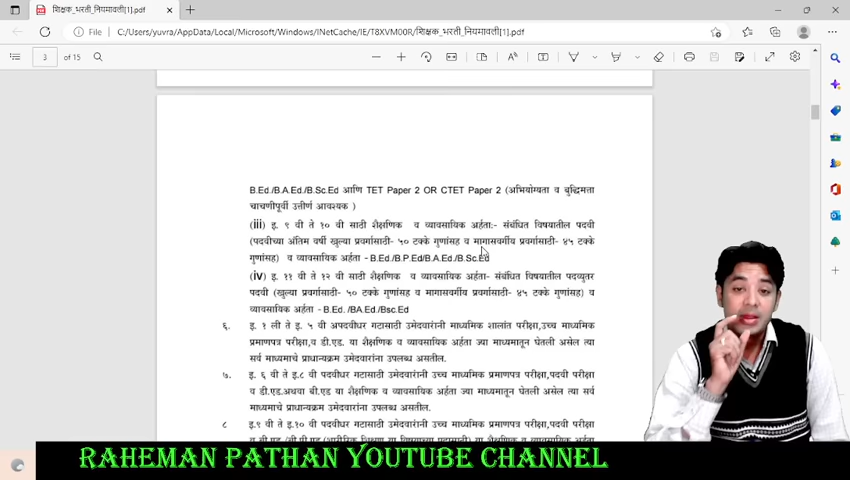 शिक्षक_भरती_नियमावली[1].pdf
File | C:/Users/yuvra/AppData/Local/Microsoft/Windows/INetCache/IE/T8XVM00R/शिक्षक_भरती_नियमावली[1].pdf
3 of 15
B.Ed./B.A.Ed./B.Sc.Ed आणि TET Paper 2 OR CTET Paper 2 (अभियोग्यता व बुद्धिमता
चाचणीपूर्वी उत्तीर्ण आवश्यक )
(iii) इ. ९ वी ते १० वी साठी शैक्षणिक व व्यावसायिक अर्हता:- संबंधित विषयातील पदवी
(पदवीच्या अंतिम वर्षी खुल्या प्रवर्गासाठी- ५० टक्के गुणांसह व मागासवर्गीय प्रवर्गासाठी- ४५ टक्के
गुणांसह) व व्यावसायिक अर्हता - B.Ed./B.P Ed/B.A.Ed./B.Sc.Ed
(iv) इ. ११ वी ते १२ वी साठी शैक्षणिक व व्यावसायिक अर्हता- संबंधित विषयातील पदव्युतर
पदवी (खुल्या प्रवर्गासाठी- ५० टक्के गुणांसह व मागासवर्गीय प्रवर्गासाठी- ४५ टक्के गुणांसह) व
व्यावसायिक अर्हता - B.Ed. /BA.Ed/Bsc.Ed
६. इ. १ ली ते इ. ५ वी अपदवीधर गटासाठी उमेदवारांनी माध्यमिक शालांत परीक्षा,उच्च माध्यमिक
प्रमाणपत्र परीक्षा, व डी.एड. या शैक्षणिक व व्यावसायिक अर्हता ज्या माध्यमातून घेतली असेल त्या
सर्व माध्यमाचे प्राधान्यक्रम उमेदवारांना उपलब्ध असतील.
७. इ. ६ वी ते इ.८ वी पदवीधर गटासाठी उमेदवारांनी उच्च माध्यमिक प्रमाणपत्र परीक्षा,पदवी परीक्षा
व डी.एड.अथवा बी.एड या शैक्षणिक व व्यावसायिक अर्हता ज्या माध्यमातून घेतली असेल त्या सर्व
माध्यमाचे प्राधान्यक्रम उमेदवारांना उपलब्ध असतील.
८ इ.९ वी ते इ.१० वी पदवीधर गटासाठी उमेदवारांनी उच्च माध्यमिक प्रमाणपत्र परीक्षा,पदवी परीक्षा
RAHEMAN PATHAN YOUTUBE CHANNEL